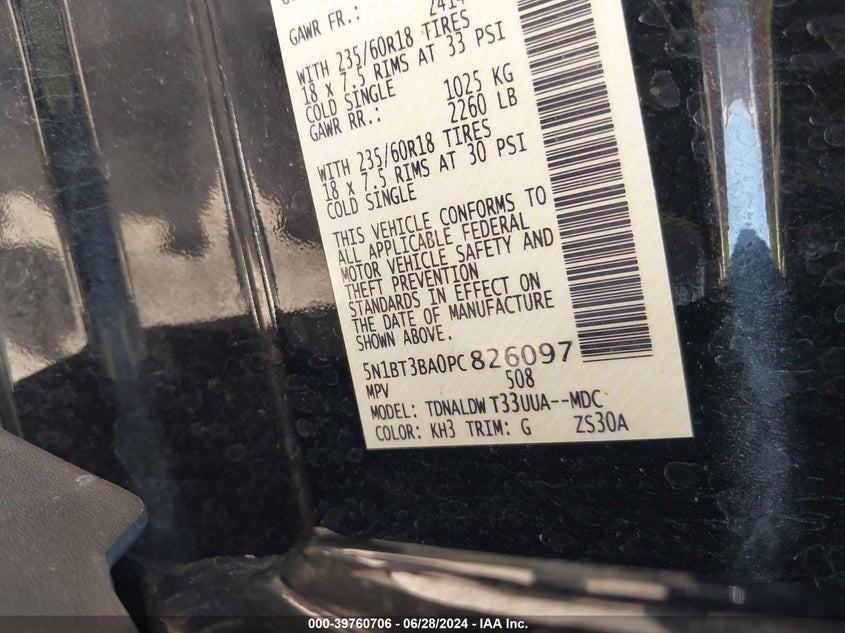 GAWR FR.: 2414
WITH 235/60R18 TIRES
18 x 7.5 RIMS AT 33 PSI
COLD SINGLE 1025 KG
GAWR RR.: 2260 LB
WITH 235/60R18 TIRES
18 x 7.5 RIMS AT 30 PSI
COLD SINGLE
THIS VEHICLE CONFORMS TO
ALL APPLICABLE FEDERAL
MOTOR VEHICLE SAFETY AND
THEFT PREVENTION
STANDARDS IN EFFECT ON
THE DATE OF MANUFACTURE
SHOWN ABOVE.
5N1BT3BA0PC826097
MPV 508
MODEL: TDNALDW T33UUA--MDC
COLOR: KH3 TRIM: G ZS30A
000-39760706 - 06/28/2024 - IAA Inc.